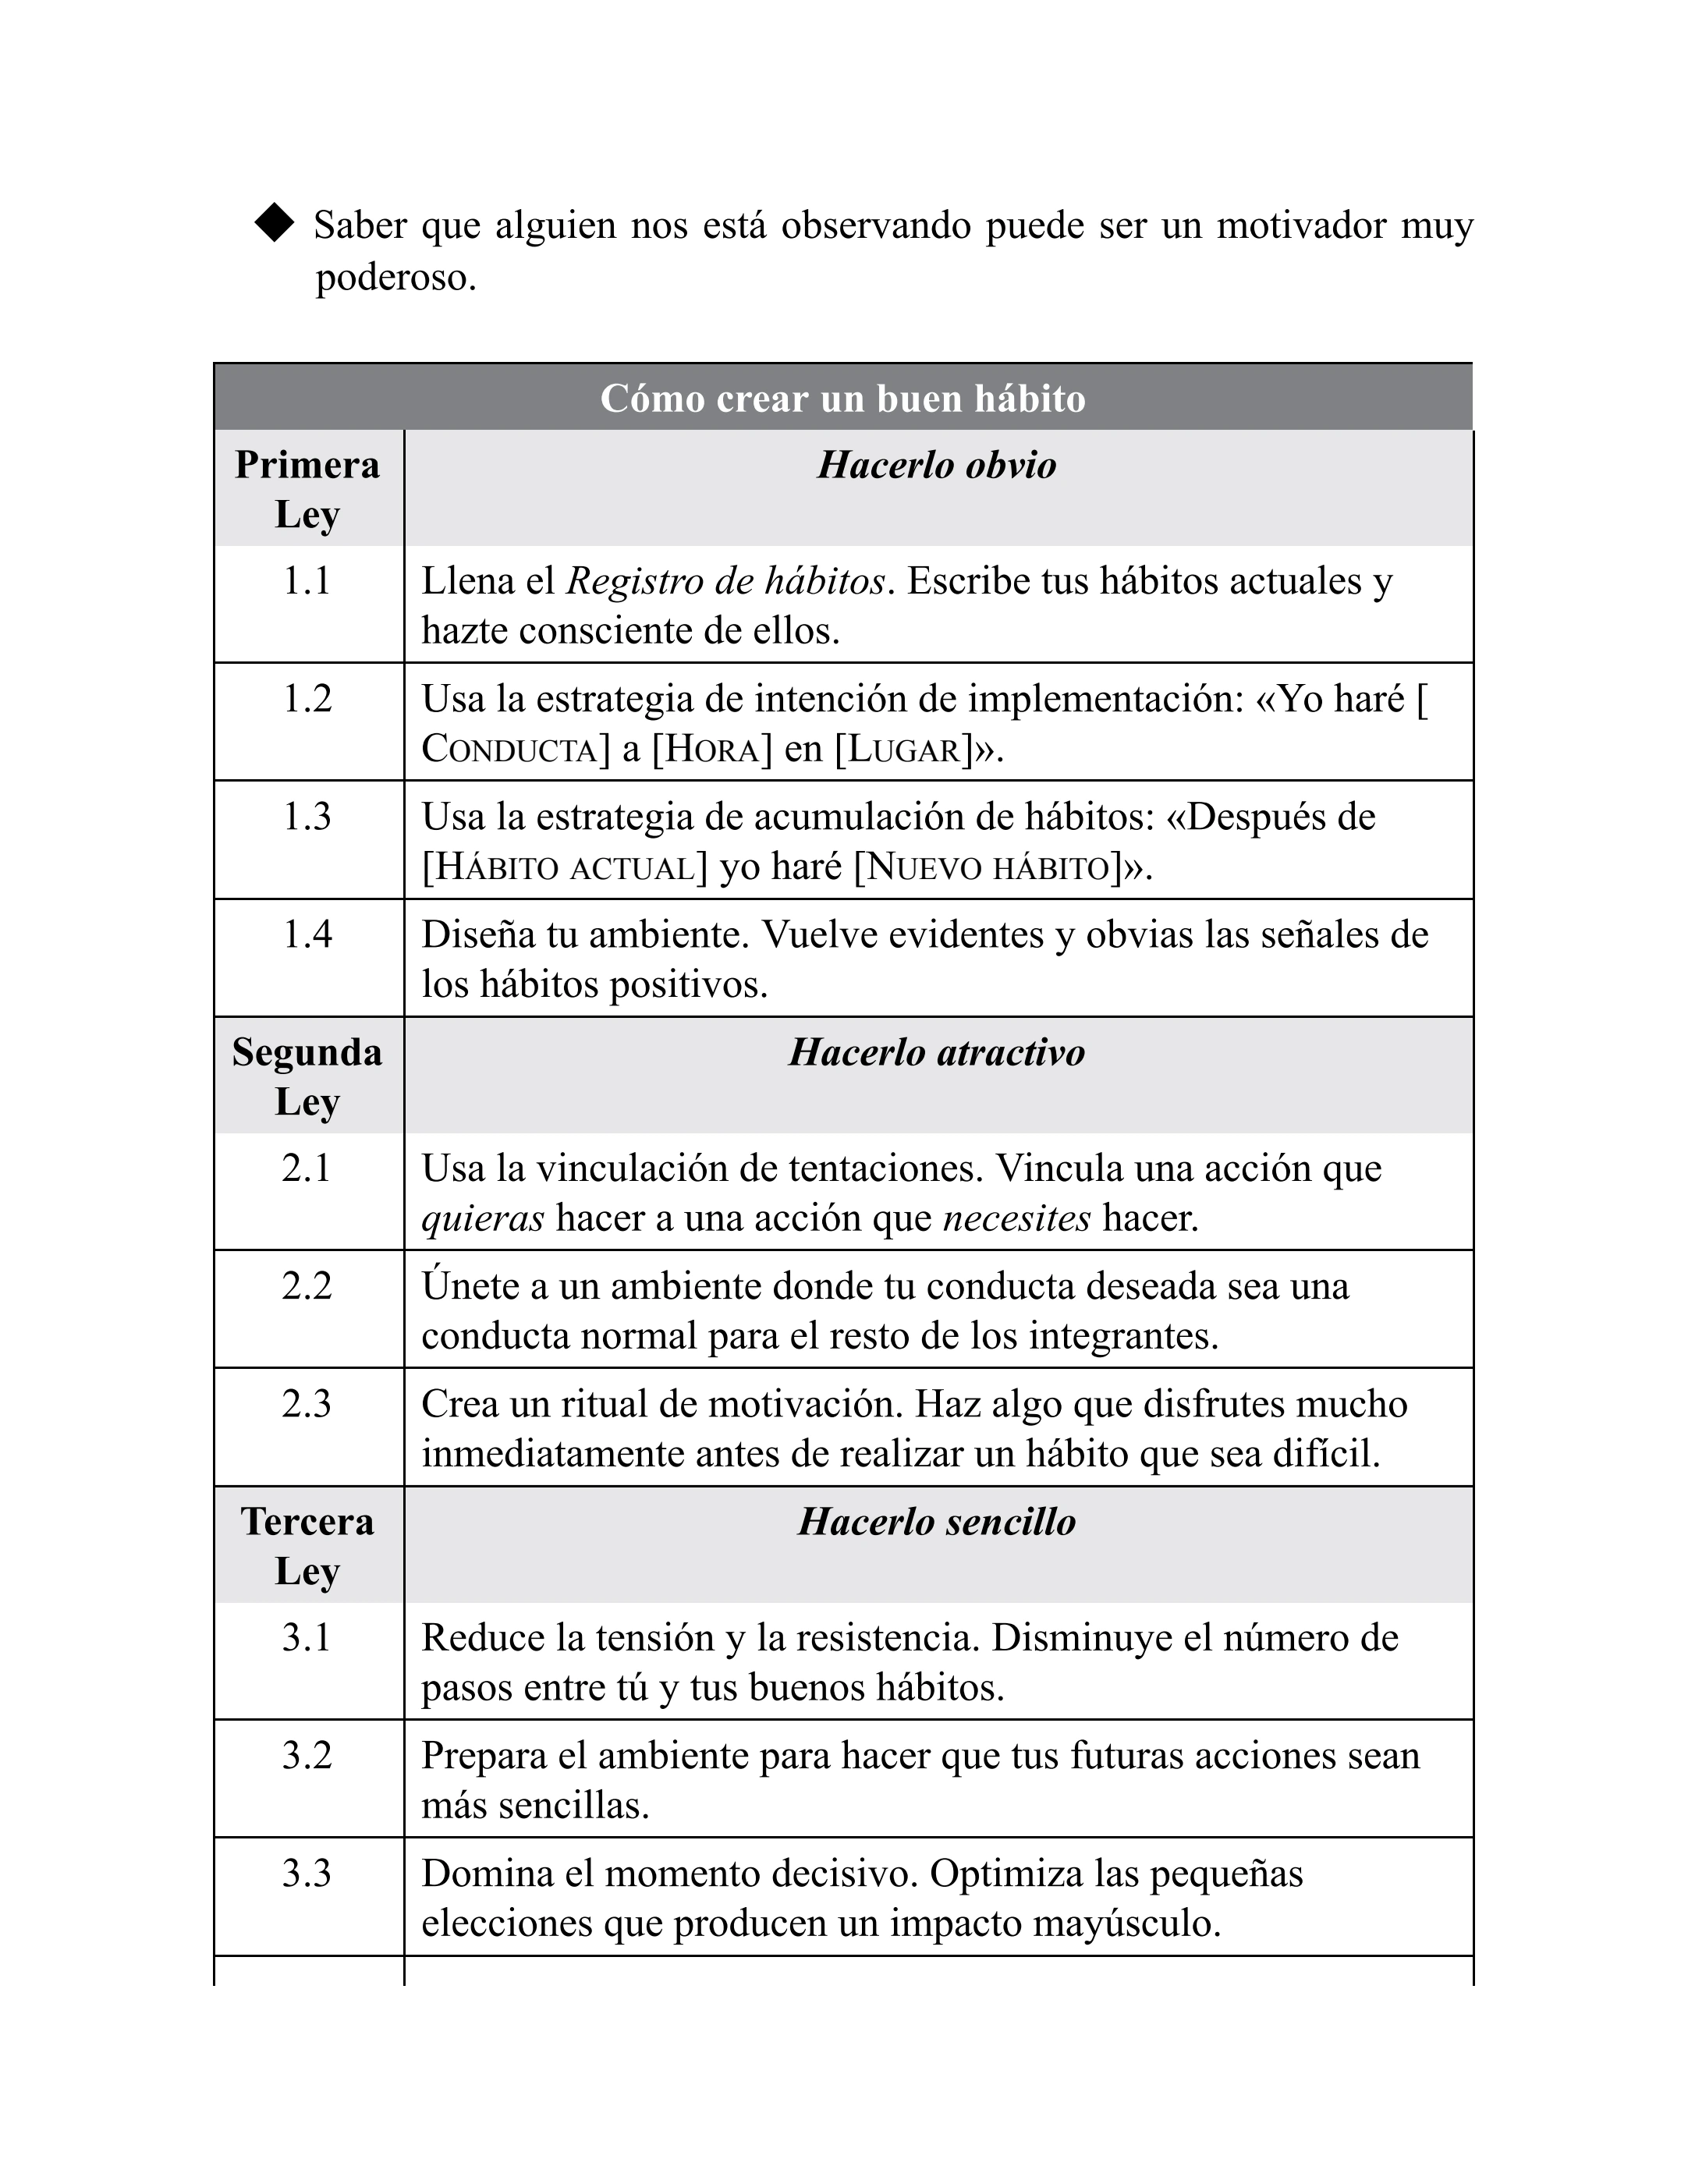 ◆ Saber que alguien nos está observando puede ser un motivador muy
poderoso.
Cómo crear un buen hábito
Primera
Ley
Hacerlo obvio
1.1
Llena el Registro de hábitos. Escribe tus hábitos actuales y
hazte consciente de ellos.
1.2
Usa la estrategia de intención de implementación: «Yo haré [
CONDUCTA] a [HORA] en [LUGAR]».
1.3
Usa la estrategia de acumulación de hábitos: «Después de
[HÁBITO ACTUAL] yo haré [NUEVO HÁBITO]».
1.4
Diseña tu ambiente. Vuelve evidentes y obvias las señales de
los hábitos positivos.
Segunda
Ley
Hacerlo atractivo
2.1
Usa la vinculación de tentaciones. Vincula una acción que
quieras hacer a una acción que necesites hacer.
2.2
Únete a un ambiente donde tu conducta deseada sea una
conducta normal para el resto de los integrantes.
2.3
Crea un ritual de motivación. Haz algo que disfrutes mucho
inmediatamente antes de realizar un hábito que sea difícil.
Tercera
Ley
Hacerlo sencillo
3.1
Reduce la tensión y la resistencia. Disminuye el número de
pasos entre tú y tus buenos hábitos.
3.2
Prepara el ambiente para hacer que tus futuras acciones sean
más sencillas.
3.3
Domina el momento decisivo. Optimiza las pequeñas
elecciones que producen un impacto mayúsculo.